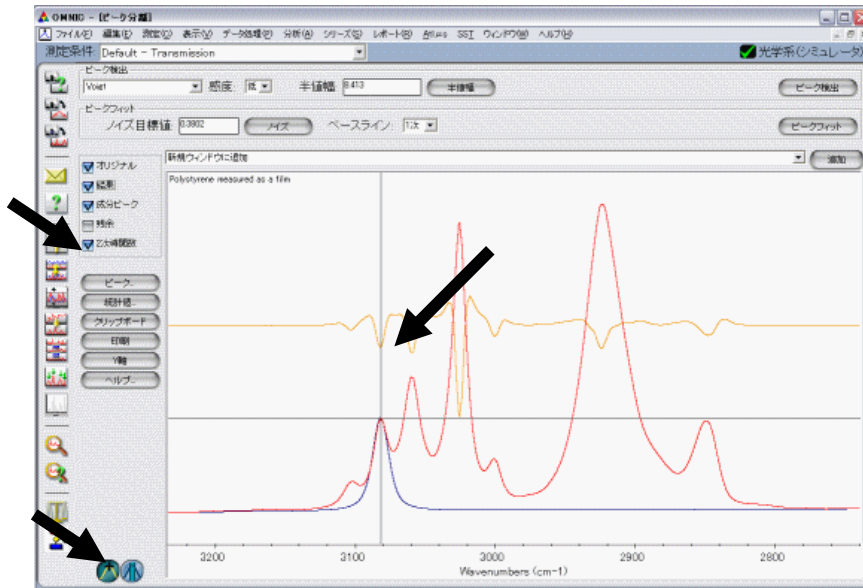 OMNIC - [ピーク分離]
ファイル(F) 編集(E) 測定(C) 表示(V) データ処理(P) 分析(A) シリーズ(S) レポート(R) Atlas SST ウィンドウ(W) ヘルプ(H)
測定条件: Default - Transmission 光学系(シミュレータ)
ピーク検出
Voigt 感度: 低 半値幅: 8.413 半値幅 ピーク検出
ピークフィット
ノイズ目標値: 0.3802 ノイズ ベースライン: 1次 ピークフィット
新規ウィンドウに追加 追加
オリジナル
結果
成分ピーク
残余
2次導関数
Polystyrene measured as a film
ピーク...
統計値...
クリップボード
印刷
Y軸
ヘルプ...
3200 3100 3000 2900 2800
Wavenumbers (cm-1)